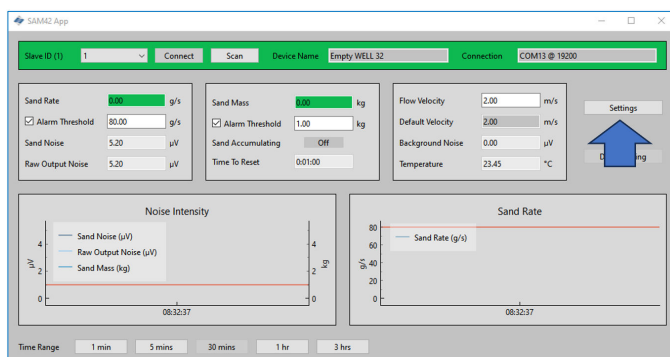 SAM42 App
Slave ID (1) 1 Connect Scan Device Name Empty WELL 32 Connection COM13 @ 19200
Sand Rate 0.00 g/s
Alarm Threshold 80.00 g/s
Sand Noise 5.20 µV
Raw Output Noise 5.20 µV
Sand Mass 0.00 kg
Alarm Threshold 1.00 kg
Sand Accumulating Off
Time To Reset 0:01:00
Flow Velocity 2.00 m/s
Default Velocity 2.00 m/s
Background Noise 0.00 µV
Temperature 23.45 °C
Settings
Noise Intensity
Sand Noise (µV)
Raw Output Noise (µV)
Sand Mass (kg)
µV
4
2
0
4
2
0
kg
08:32:37
Sand Rate
Sand Rate (g/s)
g/s
80
60
40
20
0
08:32:37
Time Range 1 min 5 mins 30 mins 1 hr 3 hrs